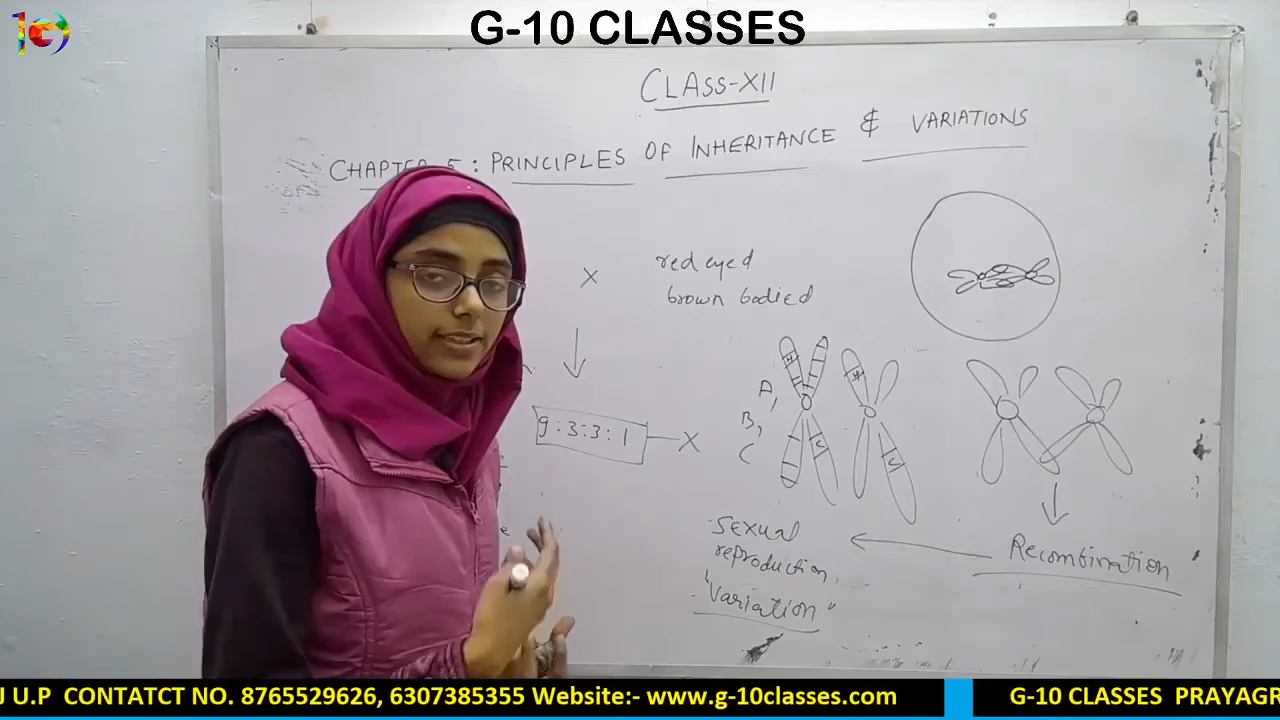 G-10 CLASSES
CLASS-XII
CHAPTER 5 : PRINCIPLES OF INHERITANCE & VARIATIONS
X
red eyed
brown bodied
9 : 3 : 3 : 1 — X
A,
B,
C
H
H
C
C
Recombination
Sexual
reproduction,
"Variation"
e
J U.P CONTATCT NO. 8765529626, 6307385355 Website:- www.g-10classes.com
G-10 CLASSES PRAYAGR